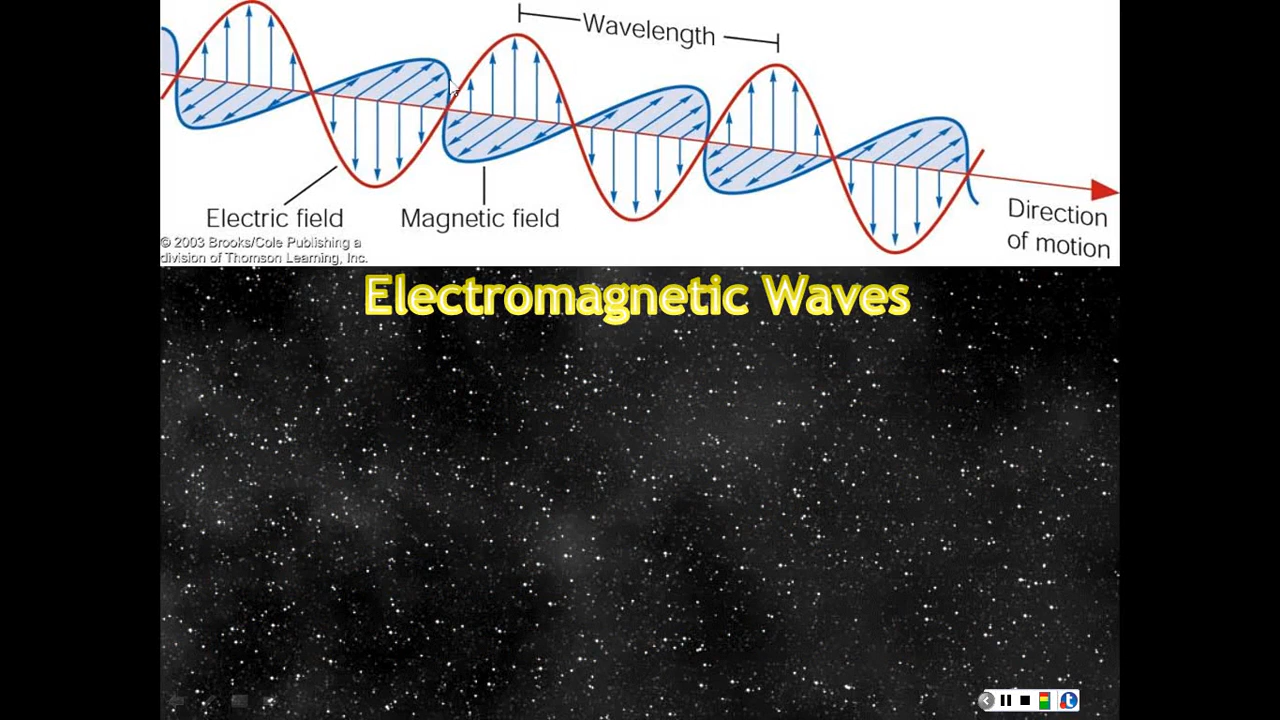 Wavelength
Electric field
Magnetic field
Direction
of motion
© 2003 Brooks/Cole Publishing a
division of Thomson Learning, Inc.
Electromagnetic Waves